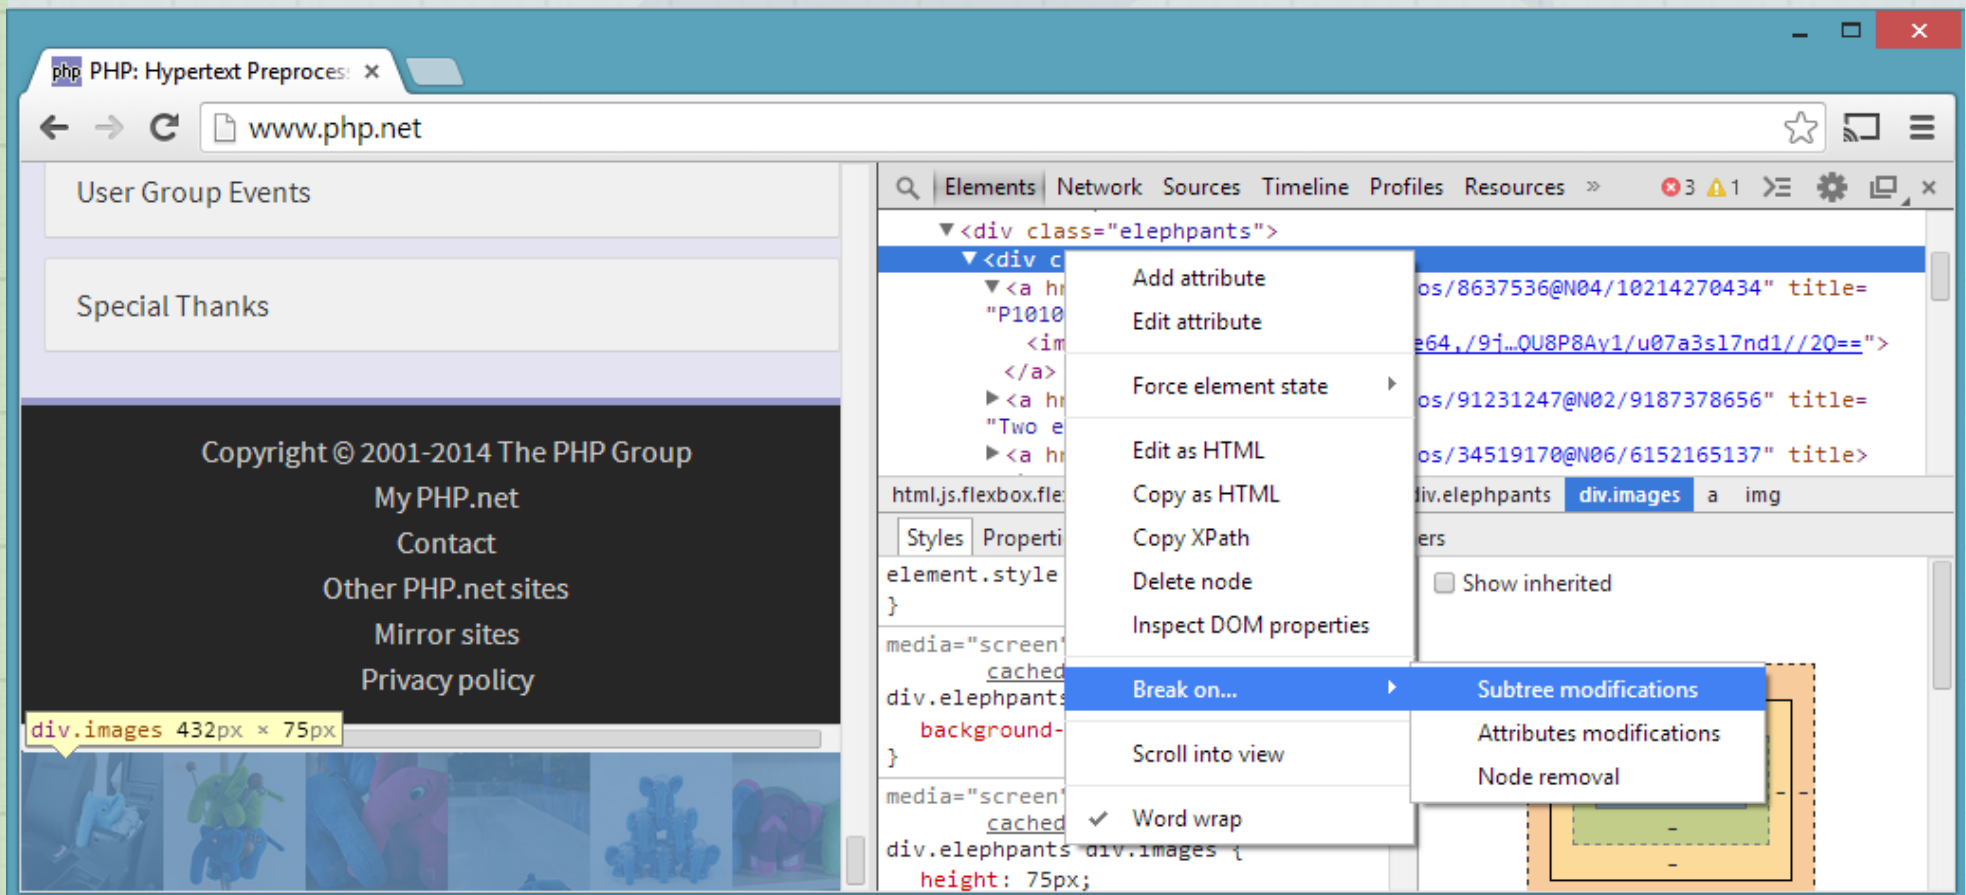 php PHP: Hypertext Preproces
www.php.net
User Group Events
Special Thanks
Copyright © 2001-2014 The PHP Group
My PHP.net
Contact
Other PHP.net sites
Mirror sites
Privacy policy
div.images 432px × 75px
Elements Network Sources Timeline Profiles Resources » 3 1
▼<div class="elephpants">
▼<div c
▼<a hr os/8637536@N04/10214270434" title=
"P1010
<im e64,/9j…QU8P8Ay1/u07a3sl7nd1//2Q==">
</a>
▶<a hr os/91231247@N02/9187378656" title=
"Two e
▶<a hr os/34519170@N06/6152165137" title>
html.js.flexbox.fle div.elephpants div.images a img
Styles Properti ers
element.style
}
Show inherited
media="screen"
cached
div.elephpants
background-
}
media="screen"
cached
div.elephpants div.images {
height: 75px;
Add attribute
Edit attribute
Force element state
Edit as HTML
Copy as HTML
Copy XPath
Delete node
Inspect DOM properties
Break on...
Scroll into view
✓ Word wrap
Subtree modifications
Attributes modifications
Node removal
-
-
-
-